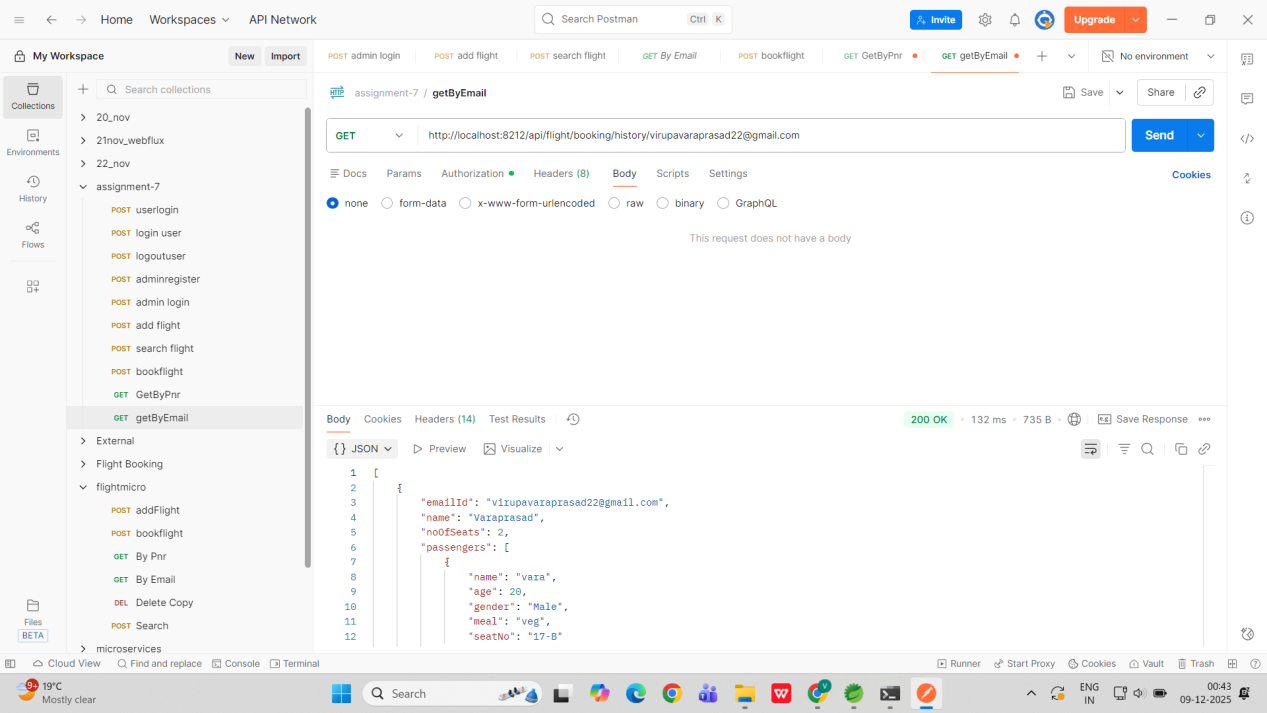 Home
Workspaces
API Network
Search Postman
Ctrl K
Invite
Upgrade
My Workspace
New
Import
POST admin login
POST add flight
POST search flight
GET By Email
POST bookflight
GET GetByPnr
GET getByEmail
No environment
Collections
Environments
History
Flows
Files
BETA
Search collections
20_nov
21nov_webflux
22_nov
assignment-7
POST userlogin
POST login user
POST logoutuser
POST adminregister
POST admin login
POST add flight
POST search flight
POST bookflight
GET GetByPnr
GET getByEmail
External
Flight Booking
flightmicro
POST addFlight
POST bookflight
GET By Pnr
GET By Email
DEL Delete Copy
POST Search
microservices
HTTP assignment-7 / getByEmail
Save
Share
GET
http://localhost:8212/api/flight/booking/history/virupavaraprasad22@gmail.com
Send
Docs
Params
Authorization
Headers (8)
Body
Scripts
Settings
Cookies
none
form-data
x-www-form-urlencoded
raw
binary
GraphQL
This request does not have a body
Body
Cookies
Headers (14)
Test Results
200 OK
132 ms
735 B
e.g. Save Response
{} JSON
Preview
Visualize
1 [
2 {
3 "emailId": "virupavaraprasad22@gmail.com",
4 "name": "Varaprasad",
5 "noOfSeats": 2,
6 "passengers": [
7 {
8 "name": "vara",
9 "age": 20,
10 "gender": "Male",
11 "meal": "veg",
12 "seatNo": "17-B"
Cloud View
Find and replace
Console
Terminal
Runner
Start Proxy
Cookies
Vault
Trash
9+
19°C
Mostly clear
Search
ENG
IN
00:43
09-12-2025